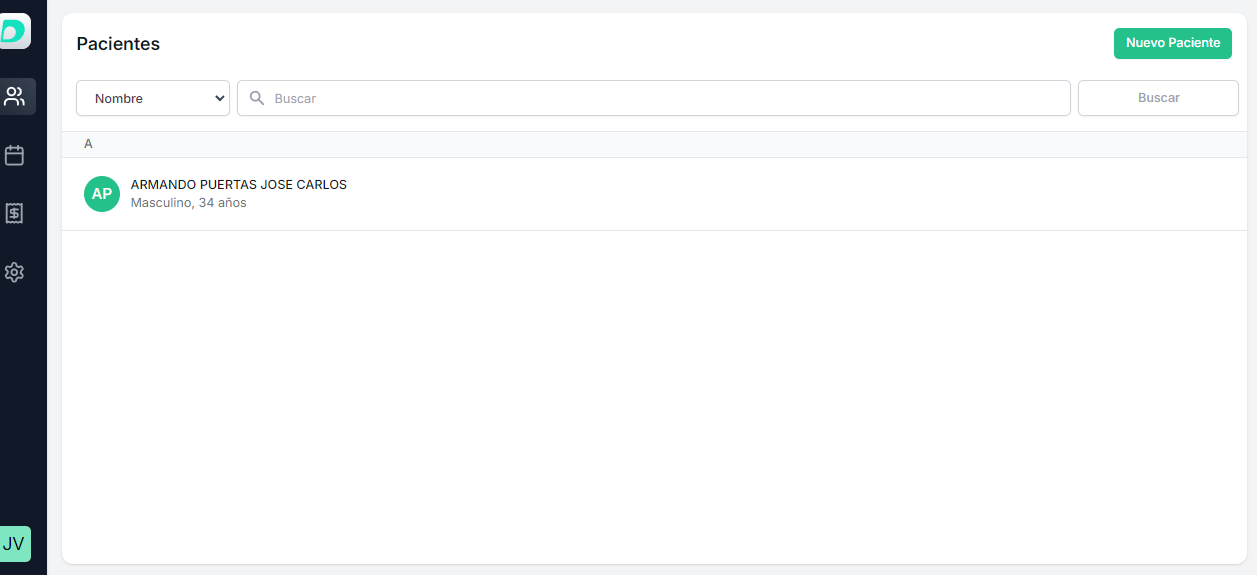 Pacientes
Nuevo Paciente
Nombre
Buscar
Buscar
A
AP
ARMANDO PUERTAS JOSE CARLOS
Masculino, 34 años
JV